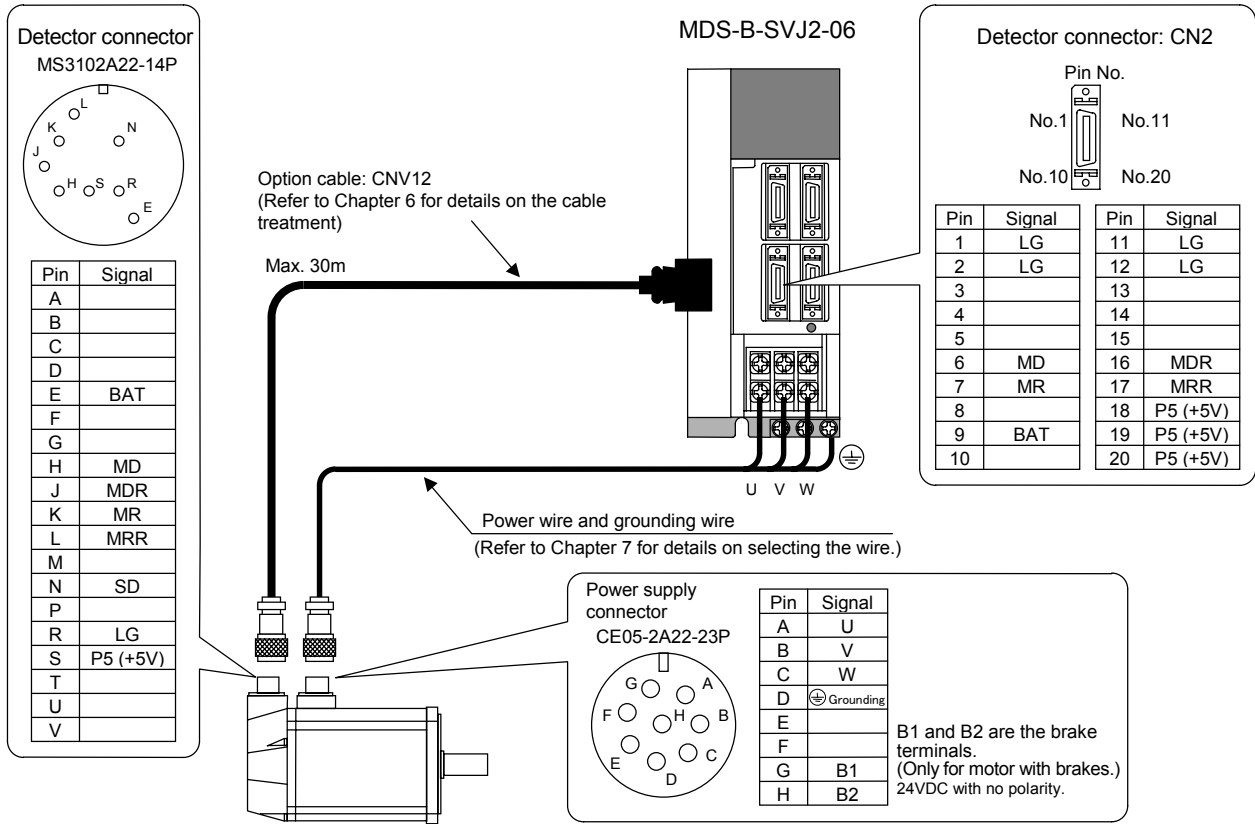 MDS-B-SVJ2-06
Detector connector
MS3102A22-14P
L
K
N
J
H
S
R
E
Pin Signal
A
B
C
D
E BAT
F
G
H MD
J MDR
K MR
L MRR
M
N SD
P
R LG
S P5 (+5V)
T
U
V
Option cable: CNV12
(Refer to Chapter 6 for details on the cable
treatment)
Max. 30m
Detector connector: CN2
Pin No.
No.1 No.11
No.10 No.20
Pin Signal Pin Signal
1 LG 11 LG
2 LG 12 LG
3 13
4 14
5 15
6 MD 16 MDR
7 MR 17 MRR
8 18 P5 (+5V)
9 BAT 19 P5 (+5V)
10 20 P5 (+5V)
U V W
Power wire and grounding wire
(Refer to Chapter 7 for details on selecting the wire.)
Power supply
connector
CE05-2A22-23P
G A
F H B
E C
D
Pin Signal
A U
B V
C W
D Grounding
E
F
G B1
H B2
B1 and B2 are the brake
terminals.
(Only for motor with brakes.)
24VDC with no polarity.